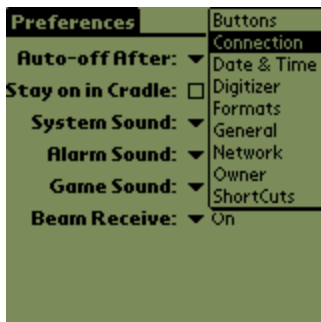 Preferences
Auto-off After:
Stay on in Cradle:
System Sound:
Alarm Sound:
Game Sound:
Beam Receive: On
Buttons
Connection
Date & Time
Digitizer
Formats
General
Network
Owner
ShortCuts